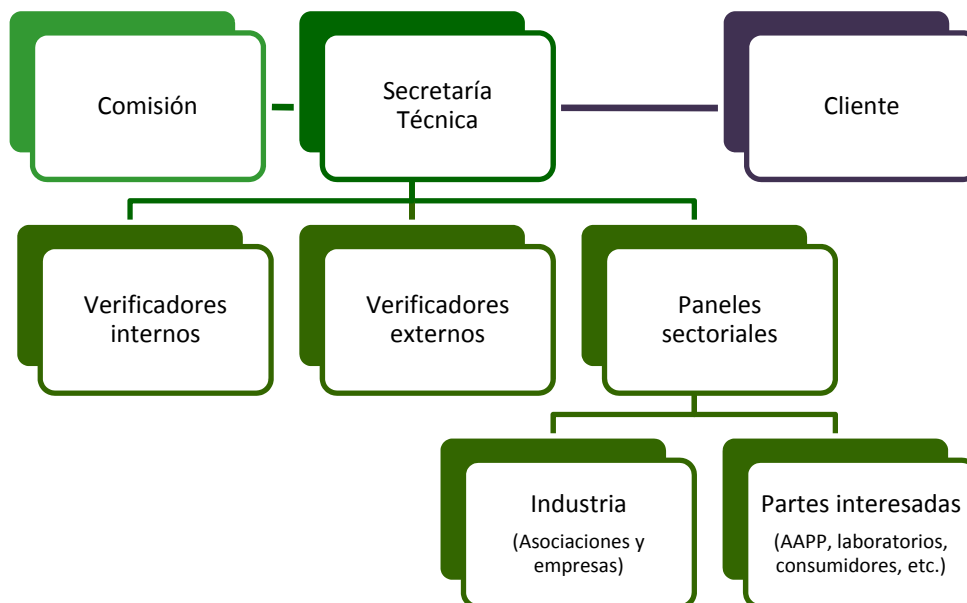 Comisión
Secretaría
Técnica
Cliente
Verificadores
internos
Verificadores
externos
Paneles
sectoriales
Industria
(Asociaciones y
empresas)
Partes interesadas
(AAPP, laboratorios,
consumidores, etc.)